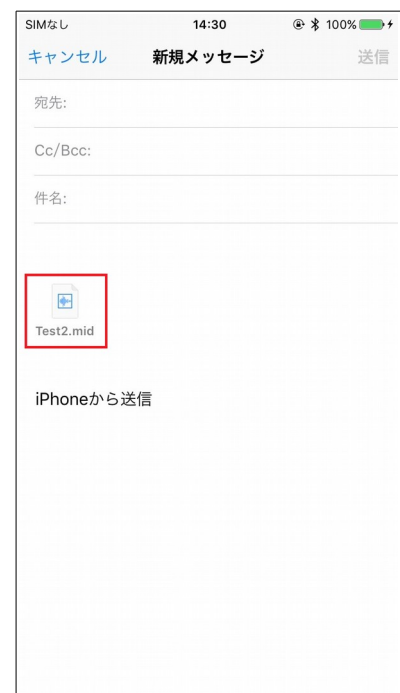 SIMなし 14:30 100%
キャンセル 新規メッセージ 送信
宛先:
Cc/Bcc:
件名:
Test2.mid
iPhoneから送信